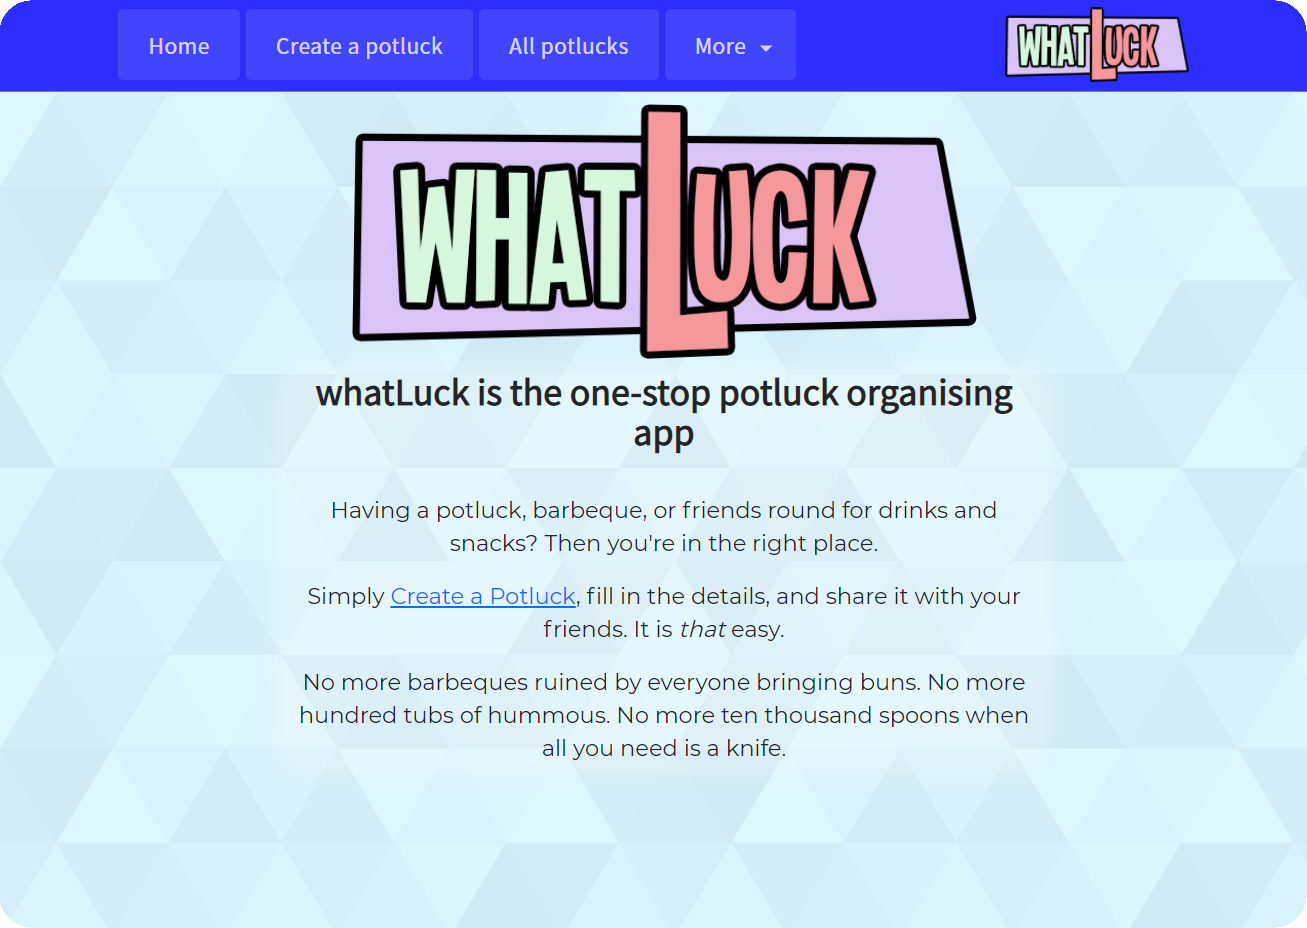 Home Create a potluck All potlucks More WHATLUCK
WHATLUCK
whatLuck is the one-stop potluck organising
app
Having a potluck, barbeque, or friends round for drinks and
snacks? Then you're in the right place.
Simply Create a Potluck, fill in the details, and share it with your
friends. It is that easy.
No more barbeques ruined by everyone bringing buns. No more
hundred tubs of hummous. No more ten thousand spoons when
all you need is a knife.